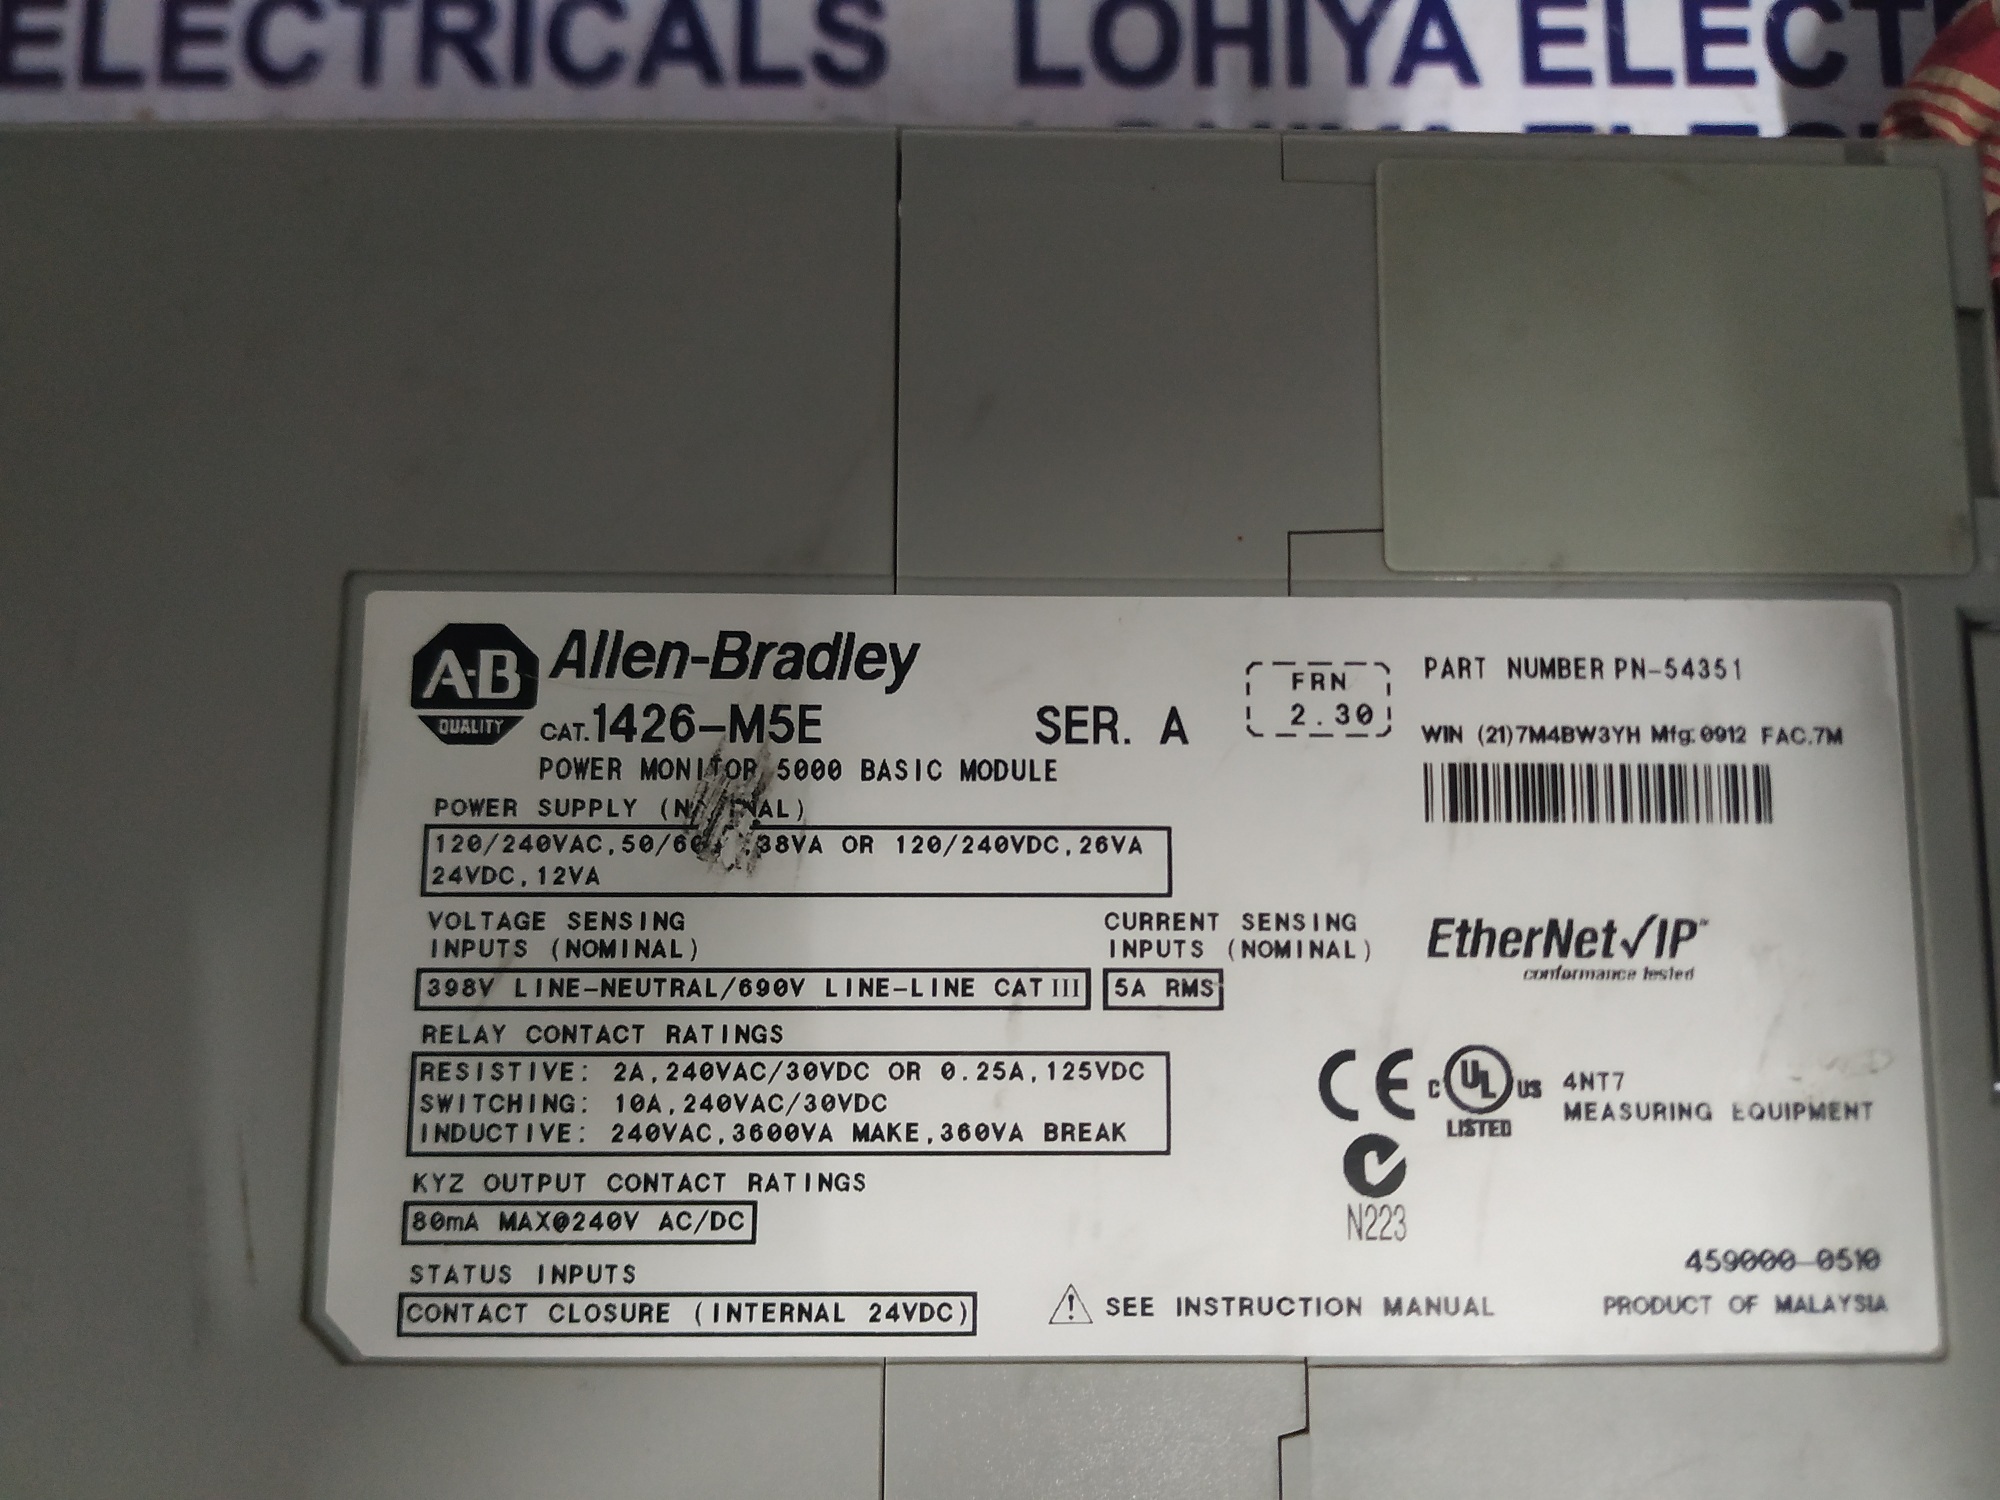 ELECTRICALS LOHIYA ELECT
A-B QUALITY
Allen-Bradley
CAT. 1426-M5E SER. A
FRN
2.30
PART NUMBER PN-54351
WIN (21)7M4BW3YH Mfg: 0912 FAC.7M
POWER MONITOR 5000 BASIC MODULE
POWER SUPPLY (NOMINAL)
120/240VAC,50/60 ,38VA OR 120/240VDC,26VA
24VDC,12VA
VOLTAGE SENSING
INPUTS (NOMINAL)
398V LINE-NEUTRAL/690V LINE-LINE CAT III
CURRENT SENSING
INPUTS (NOMINAL)
5A RMS
EtherNet/IP™
conformance tested
RELAY CONTACT RATINGS
RESISTIVE: 2A,240VAC/30VDC OR 0.25A,125VDC
SWITCHING: 10A,240VAC/30VDC
INDUCTIVE: 240VAC,3600VA MAKE,360VA BREAK
CE
C UL US
LISTED
4NT7
MEASURING EQUIPMENT
N223
KYZ OUTPUT CONTACT RATINGS
80mA MAX@240V AC/DC
STATUS INPUTS
CONTACT CLOSURE (INTERNAL 24VDC)
! SEE INSTRUCTION MANUAL
459000-0510
PRODUCT OF MALAYSIA